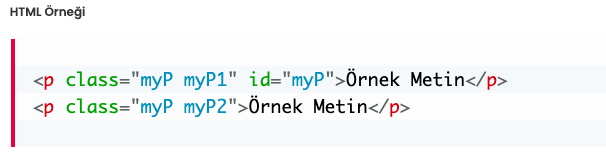 HTML Örneği
<p class="myP myP1" id="myP">Örnek Metin</p>
<p class="myP myP2">Örnek Metin</p>